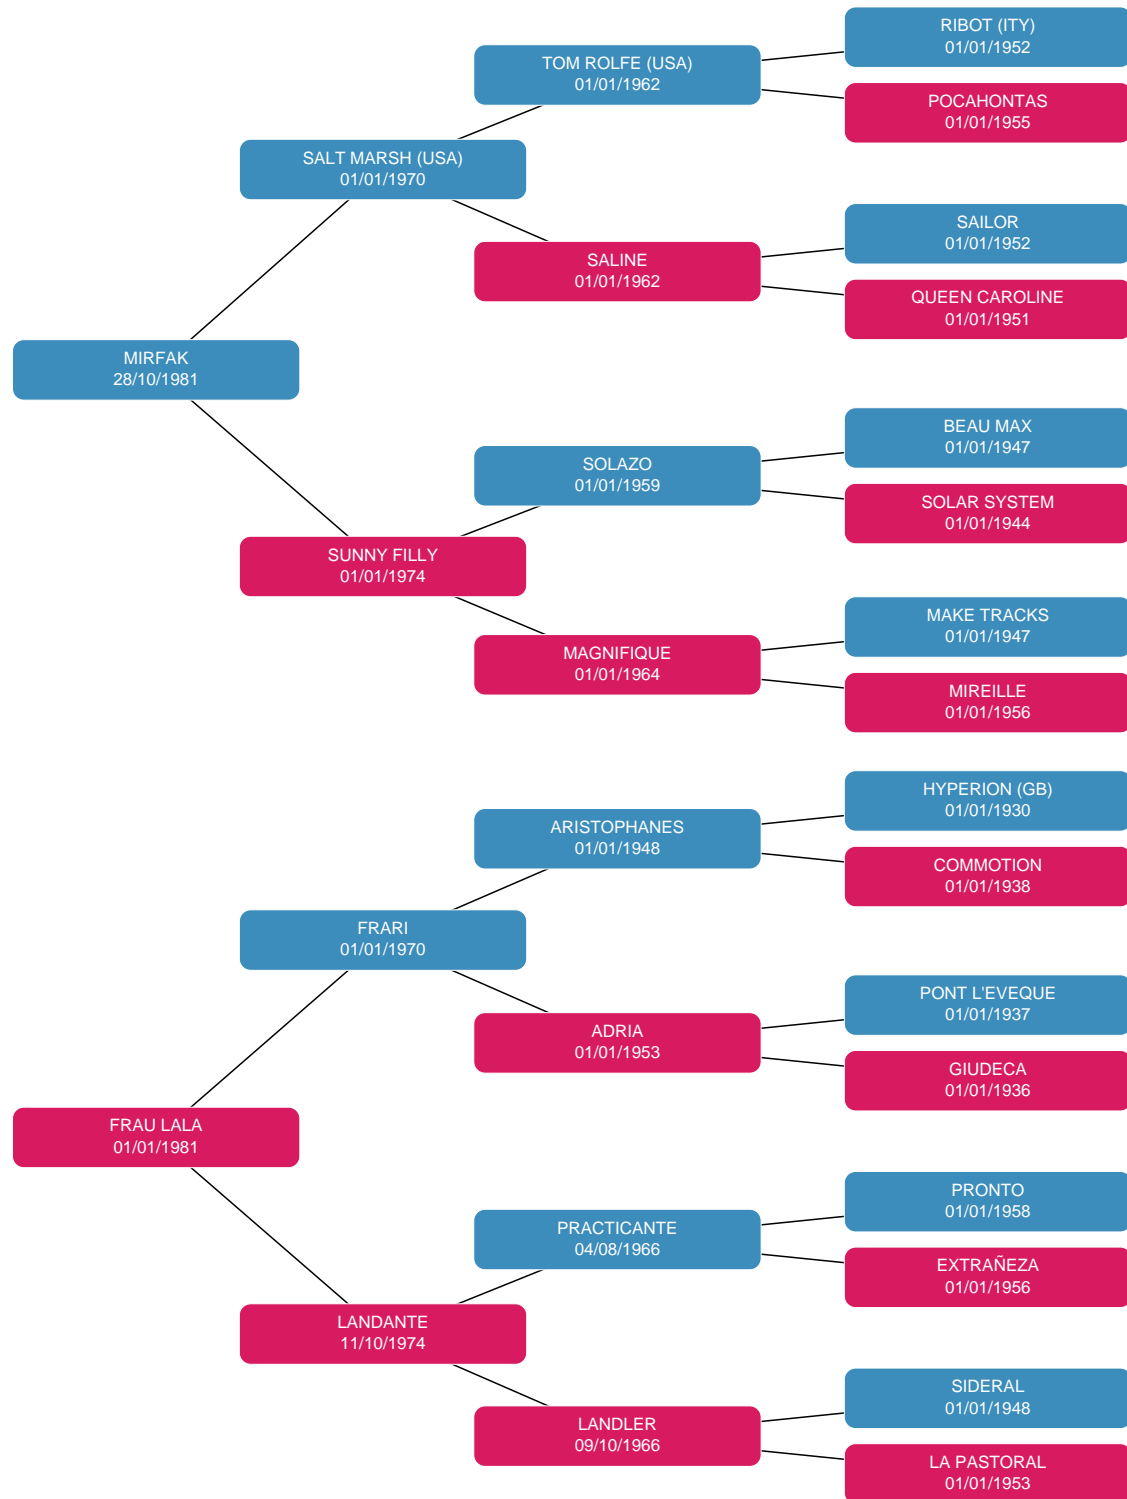 RIBOT (ITY)
01/01/1952
TOM ROLFE (USA)
01/01/1962
POCAHONTAS
01/01/1955
SALT MARSH (USA)
01/01/1970
SAILOR
01/01/1952
SALINE
01/01/1962
QUEEN CAROLINE
01/01/1951
MIRFAK
28/10/1981
BEAU MAX
01/01/1947
SOLAZO
01/01/1959
SOLAR SYSTEM
01/01/1944
SUNNY FILLY
01/01/1974
MAKE TRACKS
01/01/1947
MAGNIFIQUE
01/01/1964
MIREILLE
01/01/1956
HYPERION (GB)
01/01/1930
ARISTOPHANES
01/01/1948
COMMOTION
01/01/1938
FRARI
01/01/1970
PONT L'EVEQUE
01/01/1937
ADRIA
01/01/1953
GIUDECA
01/01/1936
FRAU LALA
01/01/1981
PRONTO
01/01/1958
PRACTICANTE
04/08/1966
EXTRAÑEZA
01/01/1956
LANDANTE
11/10/1974
SIDERAL
01/01/1948
LANDLER
09/10/1966
LA PASTORAL
01/01/1953